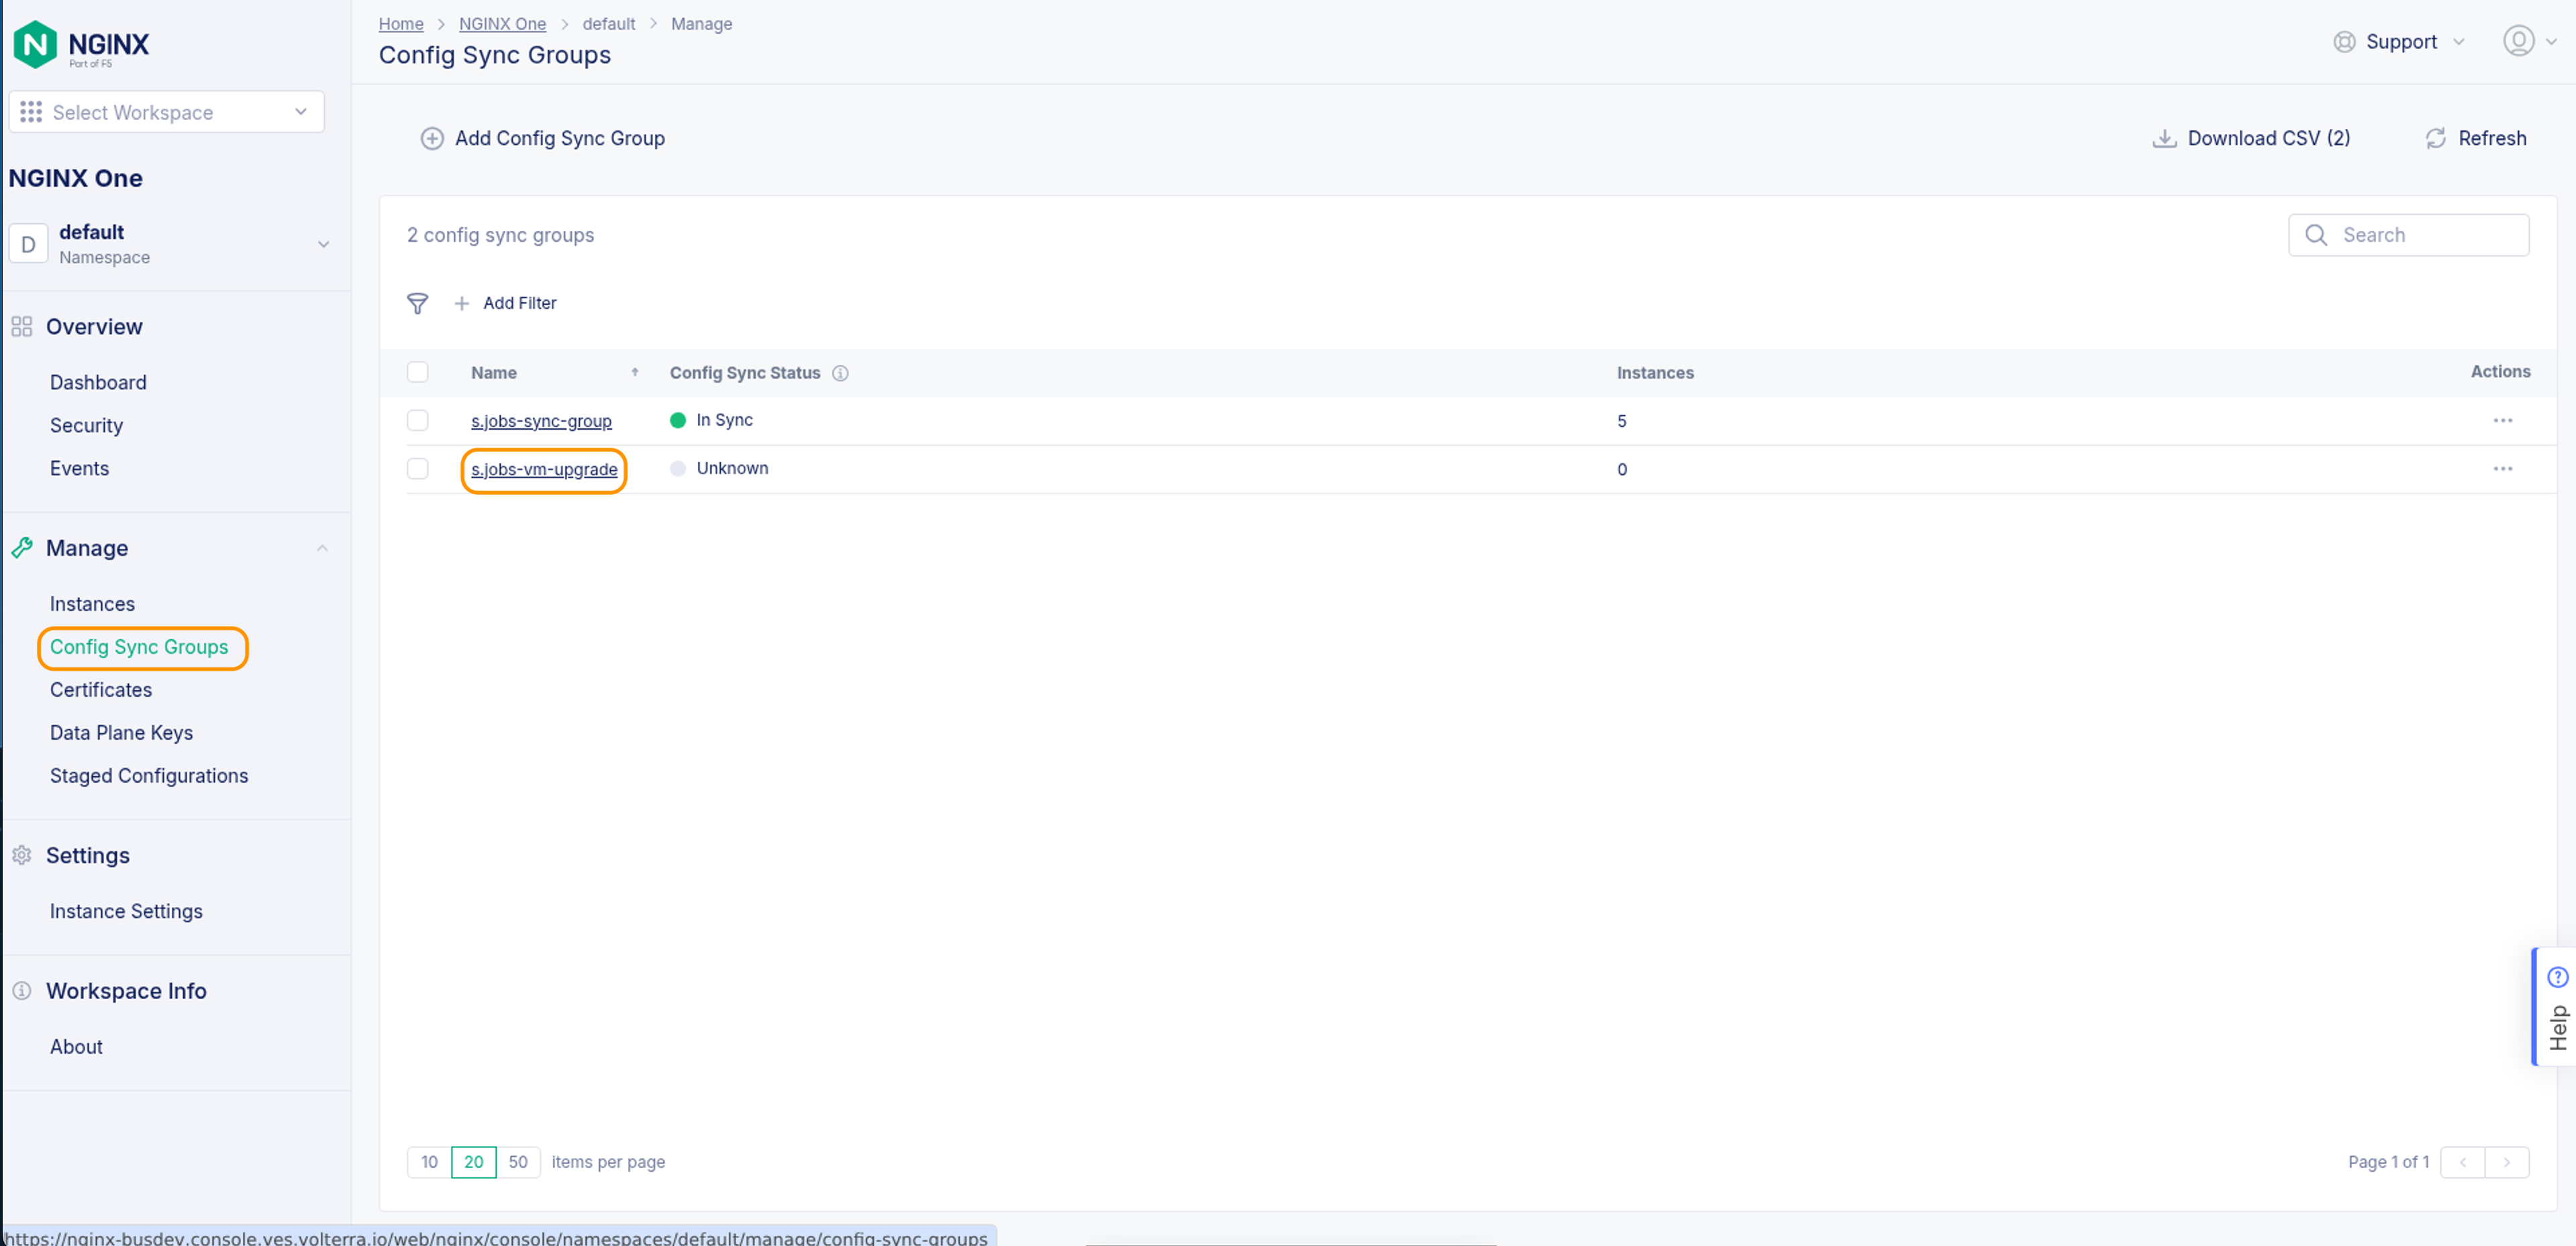 NGINX
Part of F5
Select Workspace
NGINX One
D
default
Namespace
Overview
Dashboard
Security
Events
Manage
Instances
Config Sync Groups
Certificates
Data Plane Keys
Staged Configurations
Settings
Instance Settings
Workspace Info
About
Home > NGINX One > default > Manage
Config Sync Groups
Support
Add Config Sync Group
Download CSV (2)
Refresh
2 config sync groups
Search
Add Filter
Name Config Sync Status Instances Actions
s.jobs-sync-group In Sync 5
s.jobs-vm-upgrade Unknown 0
10 20 50 items per page
Page 1 of 1
Help
https://nginx-busdev.console.ves.volterra.io/web/nginx/console/namespaces/default/manage/config-sync-groups